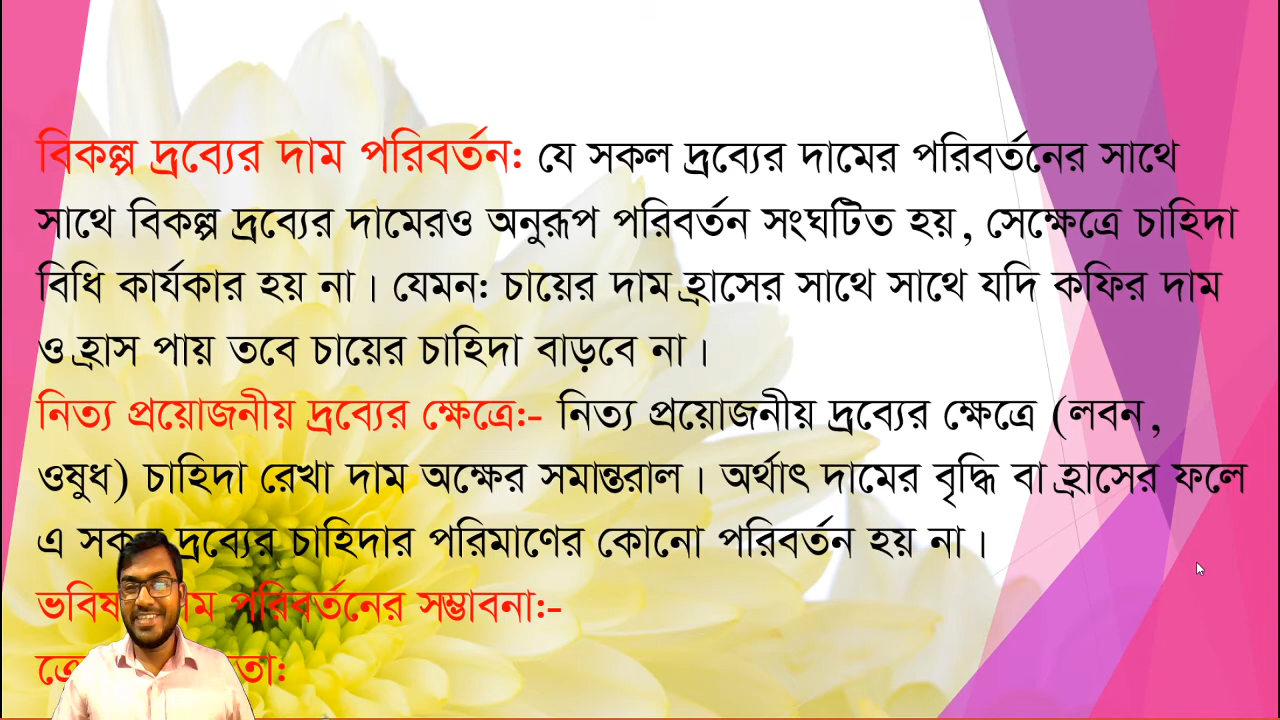 বিকল্প দ্রব্যের দাম পরিবর্তন: যে সকল দ্রব্যের দামের পরিবর্তনের সাথে
সাথে বিকল্প দ্রব্যের দামেরও অনুরূপ পরিবর্তন সংঘটিত হয়, সেক্ষেত্রে চাহিদা
বিধি কার্যকার হয় না। যেমন: চায়ের দাম হ্রাসের সাথে সাথে যদি কফির দাম
ও হ্রাস পায় তবে চায়ের চাহিদা বাড়বে না।
নিত্য প্রয়োজনীয় দ্রব্যের ক্ষেত্রে:- নিত্য প্রয়োজনীয় দ্রব্যের ক্ষেত্রে (লবন,
ওষুধ) চাহিদা রেখা দাম অক্ষের সমান্তরাল। অর্থাৎ দামের বৃদ্ধি বা হ্রাসের ফলে
এ সকল দ্রব্যের চাহিদার পরিমাণের কোনো পরিবর্তন হয় না।
পরিবর্তনের সম্ভাবনা:-